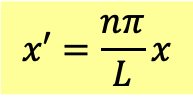 x′ = nπ/L x